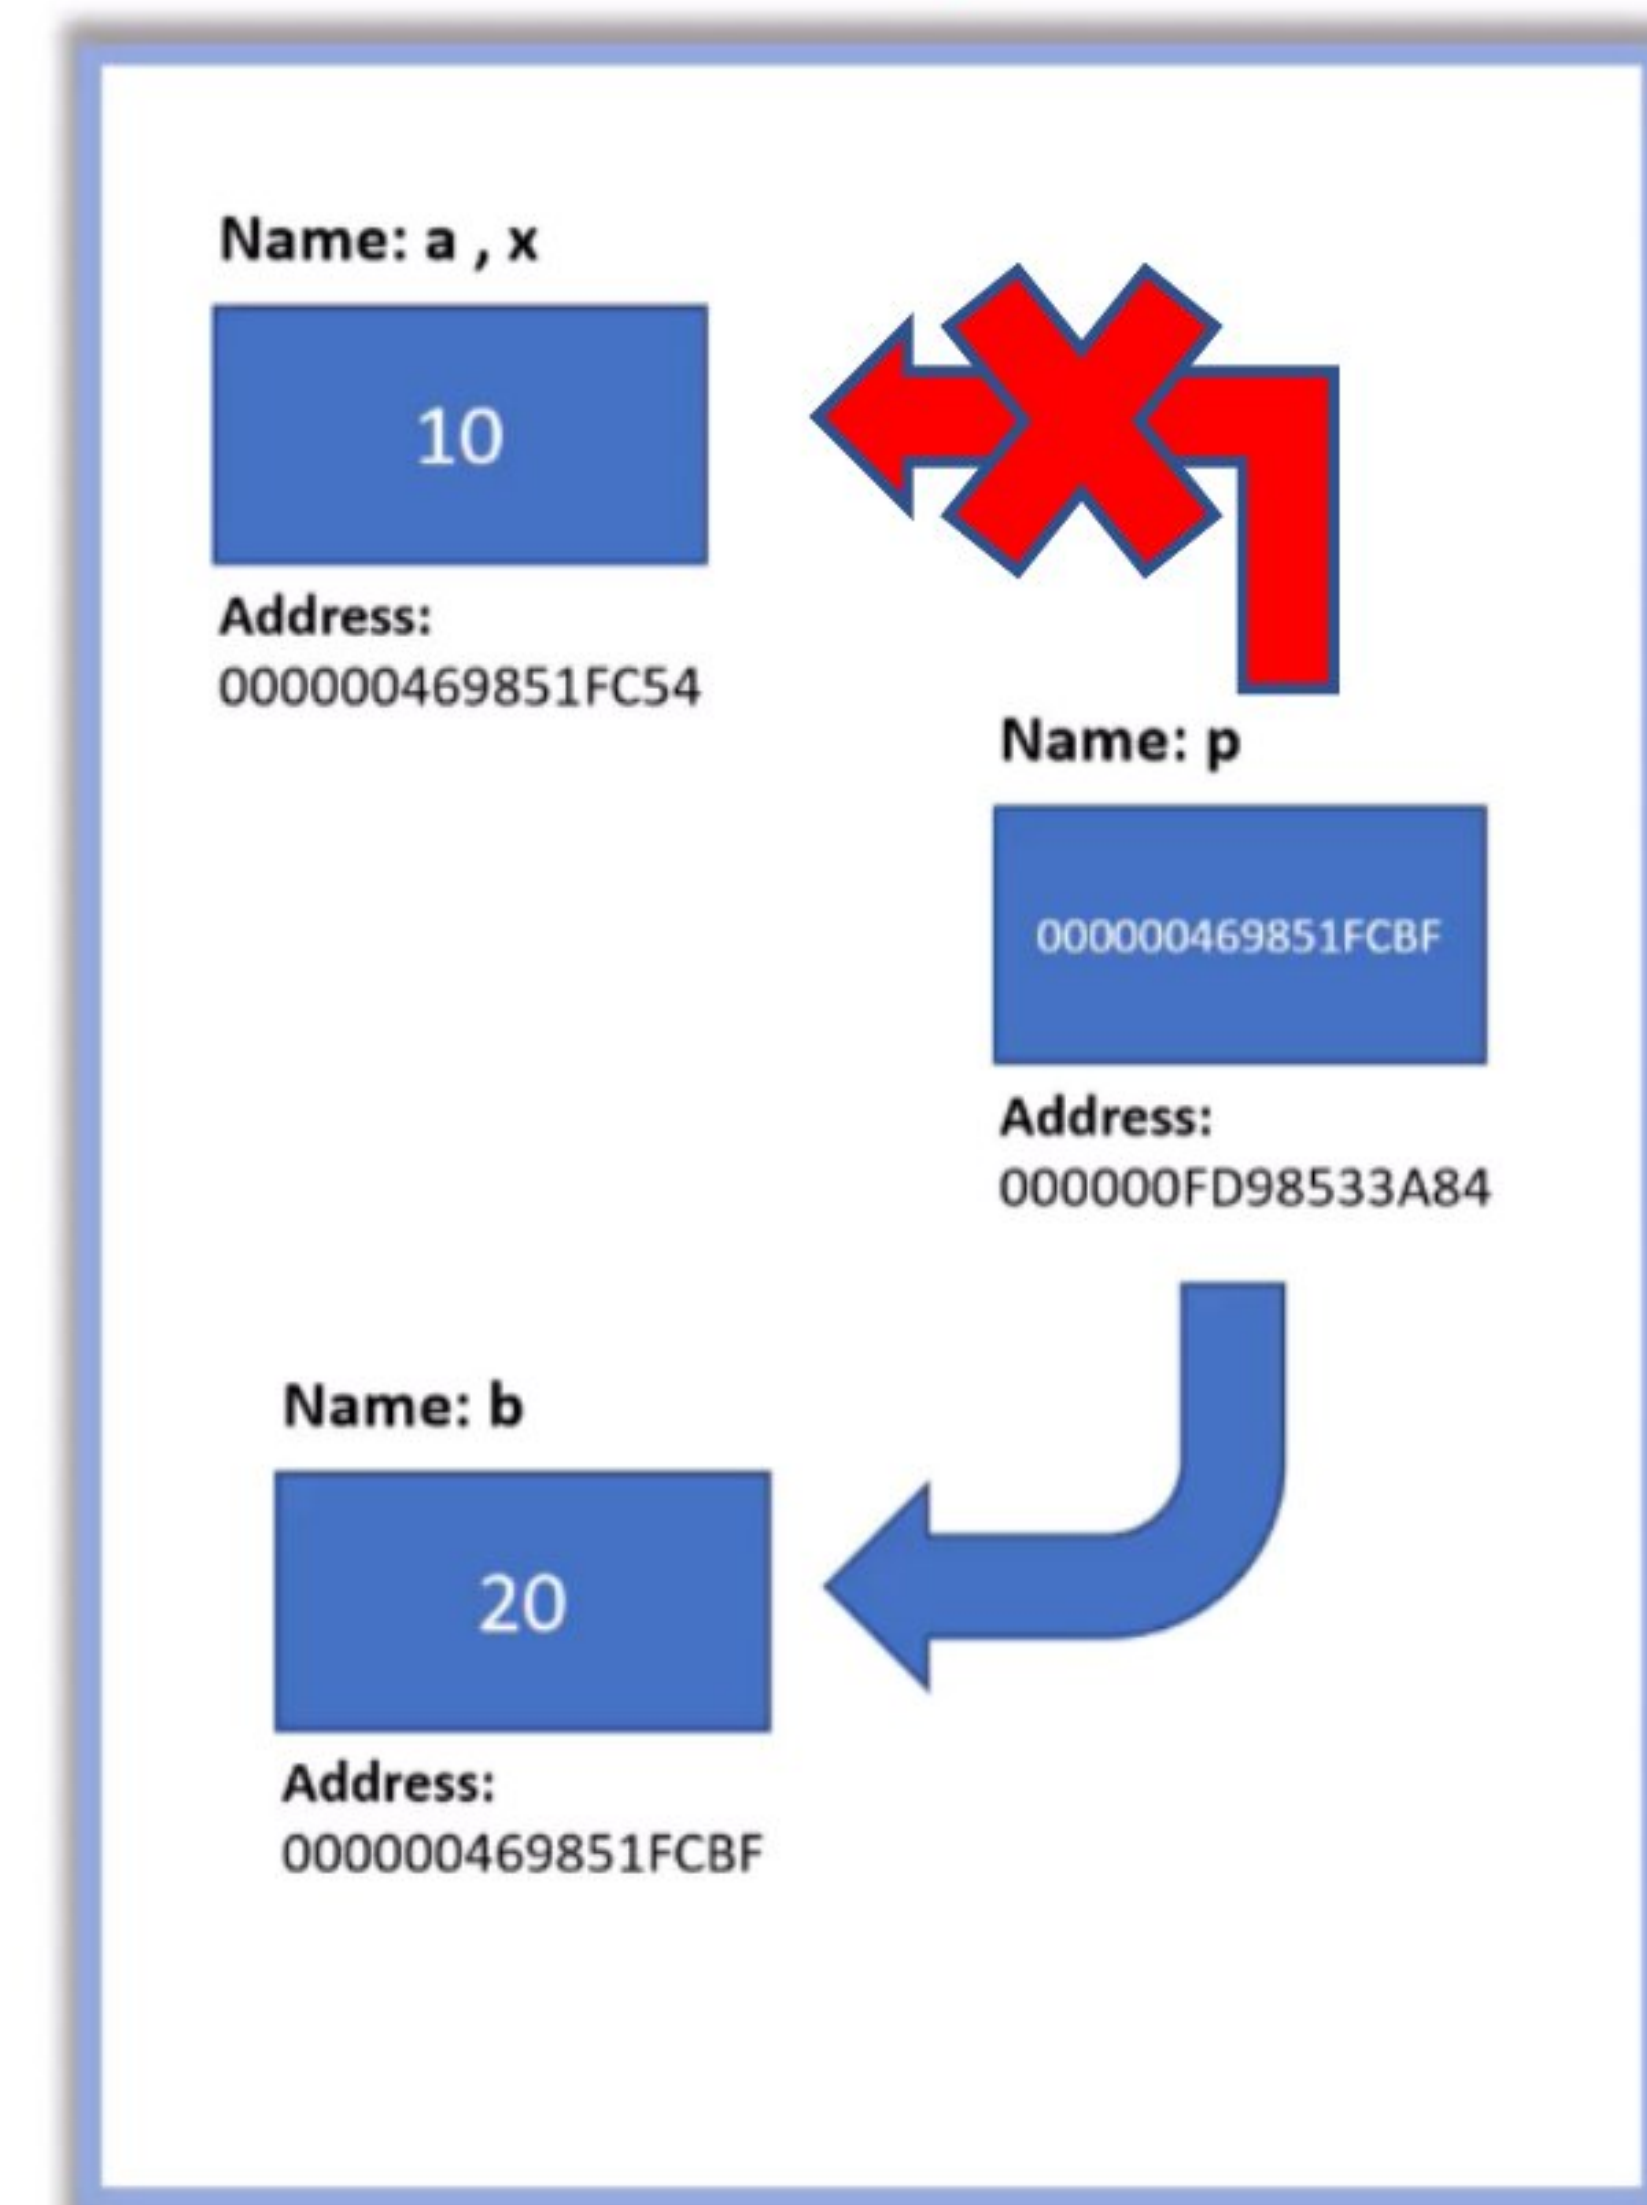 Name: a , x
10
Address:
000000469851FC54
Name: p
000000469851FCBF
Address:
000000FD98533A84
Name: b
20
Address:
000000469851FCBF